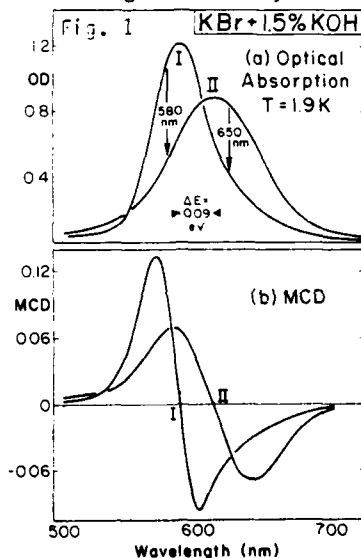 Fig. 1
KBr+1.5% KOH
(a) Optical
Absorption
T=1.9K
1.2
OD
0.8
0.4
I
II
580
nm
650
nm
ΔE=
0.09
eV
(b) MCD
0.12
MCD
0.06
0
-0.06
I
II
500
600
700
Wavelength (nm)